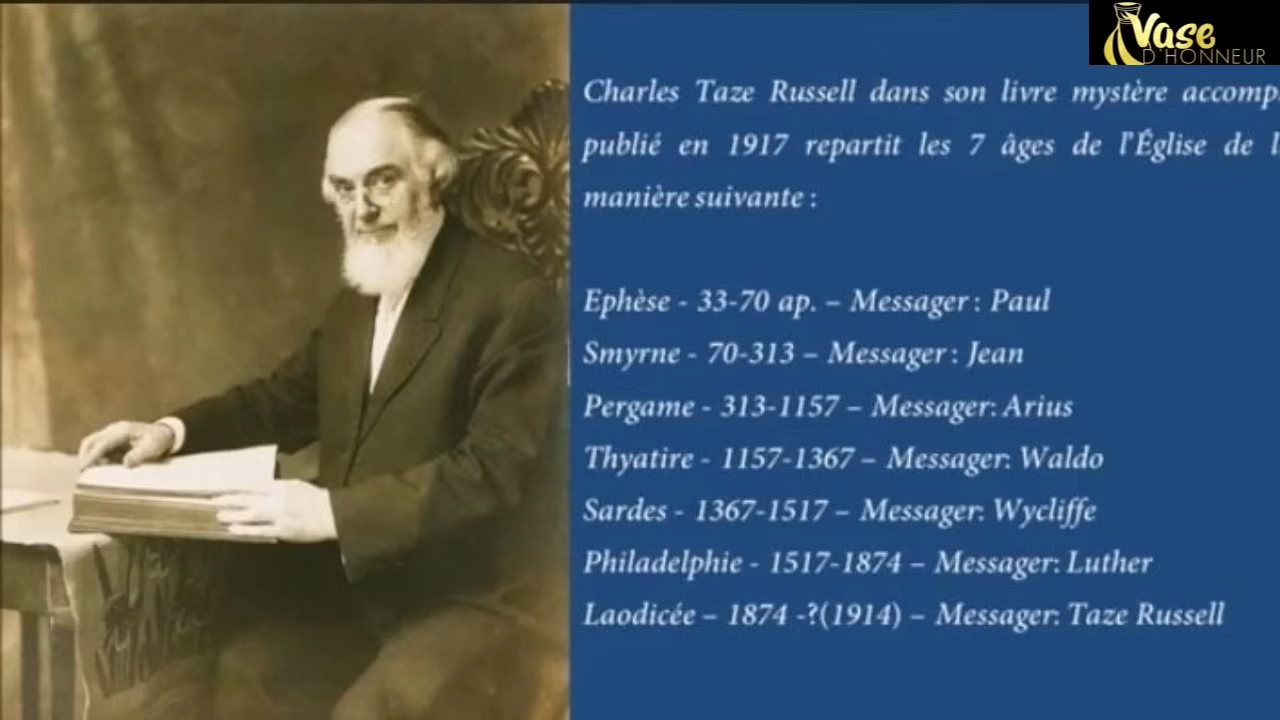 Vase
D'HONNEUR
Charles Taze Russell dans son livre mystère accomp
publié en 1917 repartit les 7 âges de l'Église de l
manière suivante :
Ephèse - 33-70 ap. – Messager : Paul
Smyrne - 70-313 – Messager : Jean
Pergame - 313-1157 – Messager: Arius
Thyatire - 1157-1367 – Messager: Waldo
Sardes - 1367-1517 – Messager: Wycliffe
Philadelphie - 1517-1874 – Messager: Luther
Laodicée – 1874 -?(1914) – Messager: Taze Russell